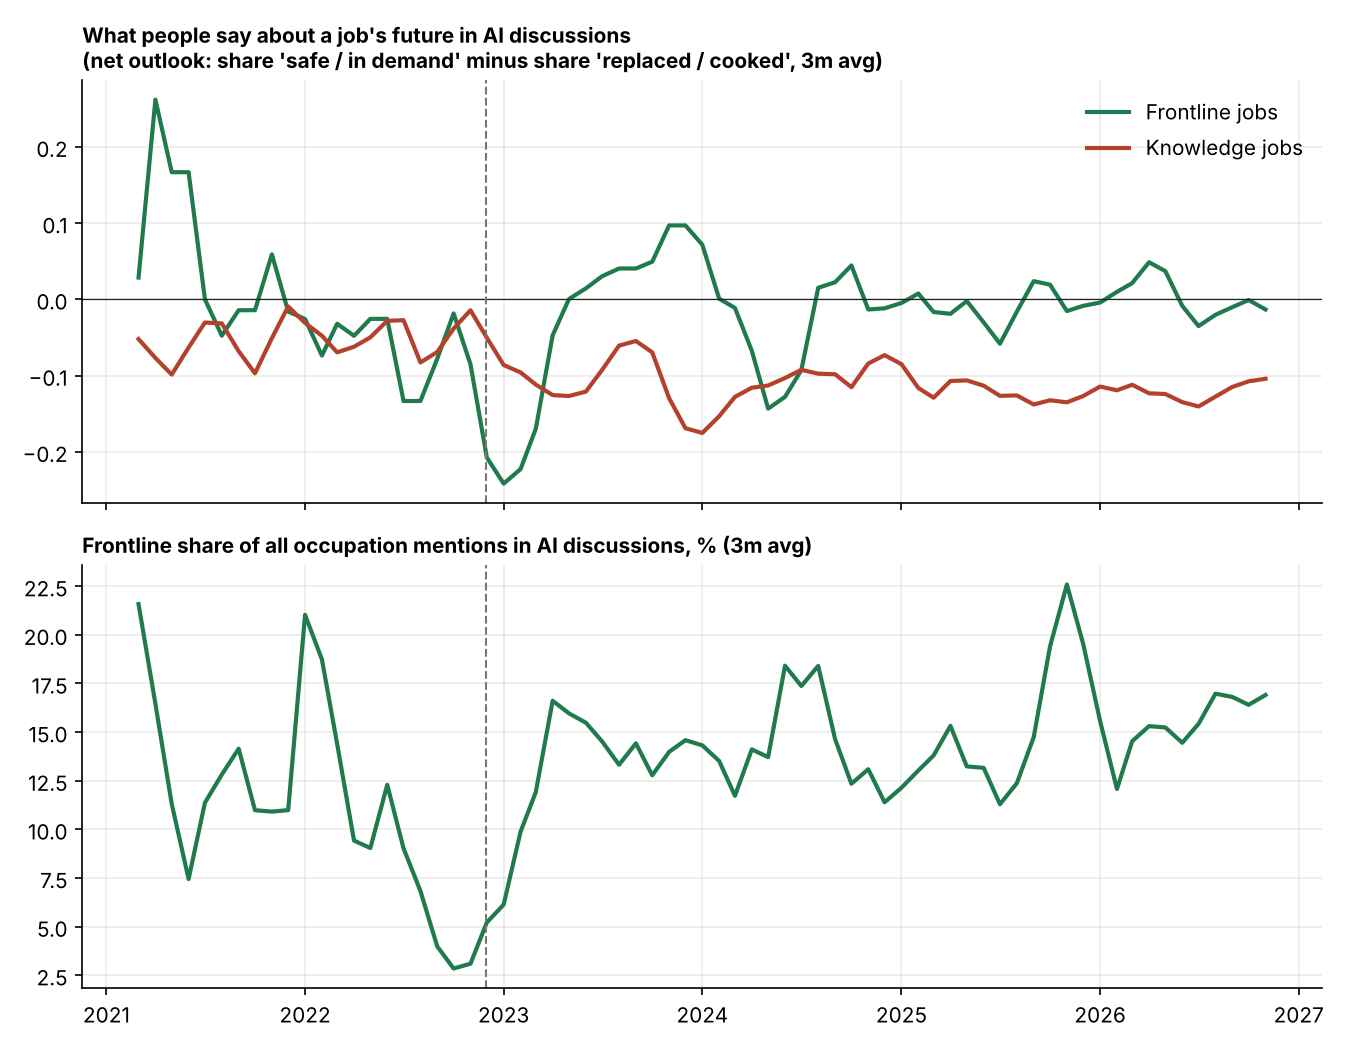 What people say about a job's future in AI discussions
(net outlook: share 'safe / in demand' minus share 'replaced / cooked', 3m avg)
Frontline jobs
Knowledge jobs
0.2
0.1
0.0
−0.1
−0.2
Frontline share of all occupation mentions in AI discussions, % (3m avg)
22.5
20.0
17.5
15.0
12.5
10.0
7.5
5.0
2.5
2021 2022 2023 2024 2025 2026 2027